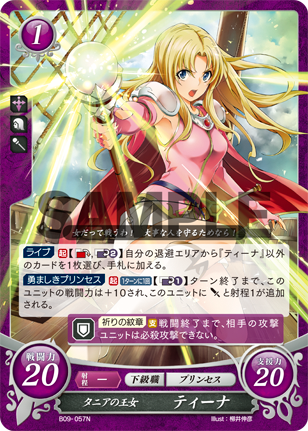 1
SAMPLE
女だって戦うわ! 大事な人を守るためなら!
ライブ 起 自分の退避エリアから『ティーナ』以外
のカードを1枚選び、手札に加える。
勇ましきプリンセス 起 1ターンに1回 ターン終了まで、こ
のユニットの戦闘力は+10され、このユニットに と射程1が追加
される。
祈りの紋章 支 戦闘終了まで、相手の攻撃
ユニットは必殺攻撃できない。
戦闘力
20
射程 ー 下級職 プリンセス
支援力
20
タニアの王女 ティーナ
B09-057N
Illust:柳井伸彦